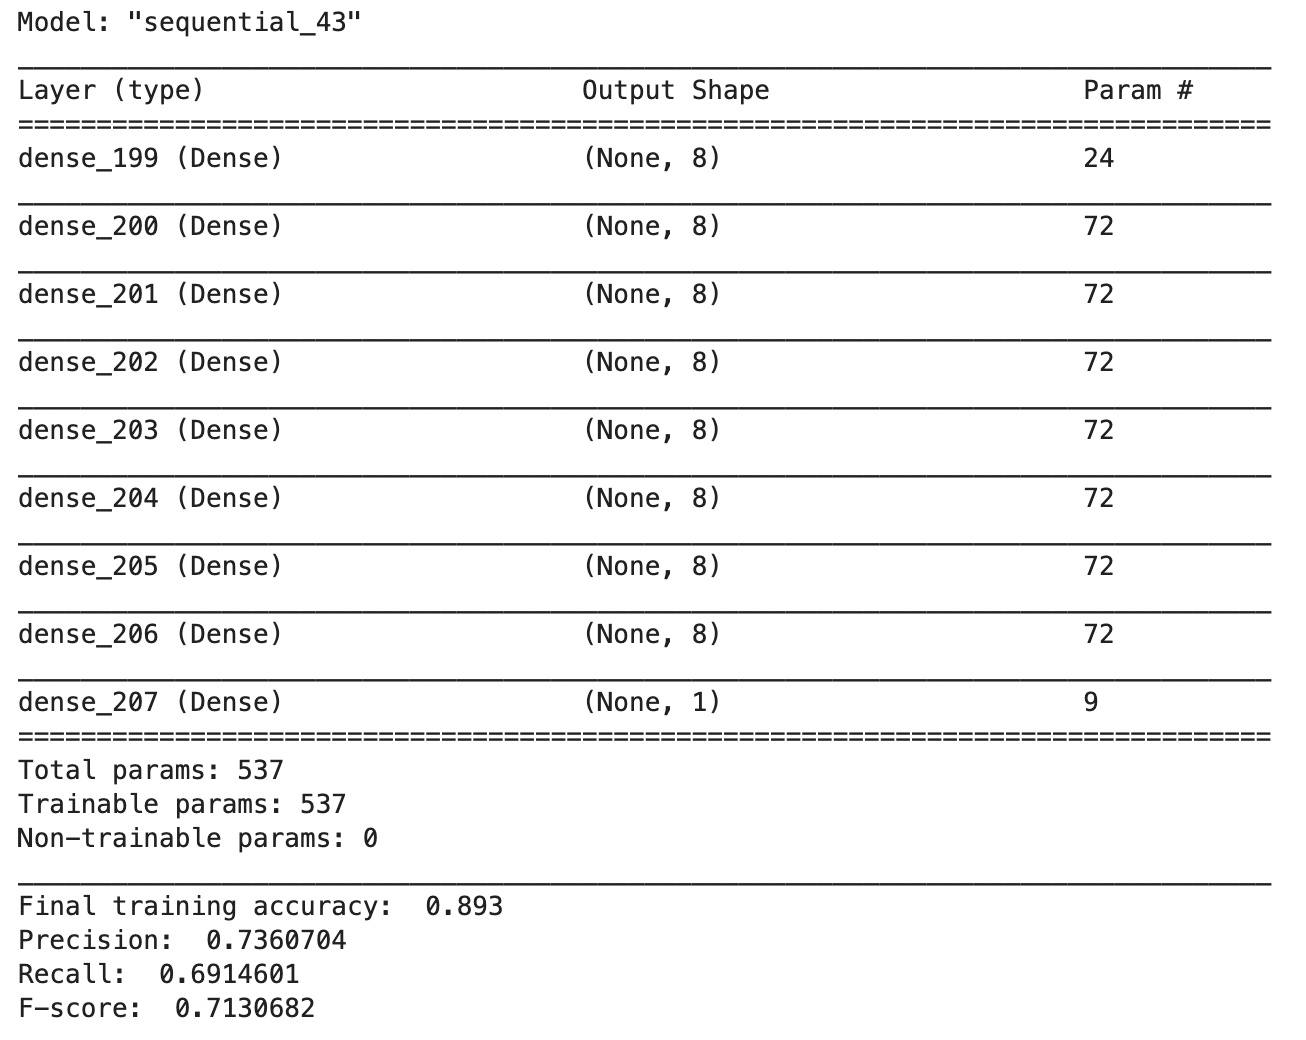 Model: "sequential_43"
Layer (type) Output Shape Param #
dense_199 (Dense) (None, 8) 24
dense_200 (Dense) (None, 8) 72
dense_201 (Dense) (None, 8) 72
dense_202 (Dense) (None, 8) 72
dense_203 (Dense) (None, 8) 72
dense_204 (Dense) (None, 8) 72
dense_205 (Dense) (None, 8) 72
dense_206 (Dense) (None, 8) 72
dense_207 (Dense) (None, 1) 9
Total params: 537
Trainable params: 537
Non-trainable params: 0
Final training accuracy: 0.893
Precision: 0.7360704
Recall: 0.6914601
F-score: 0.7130682